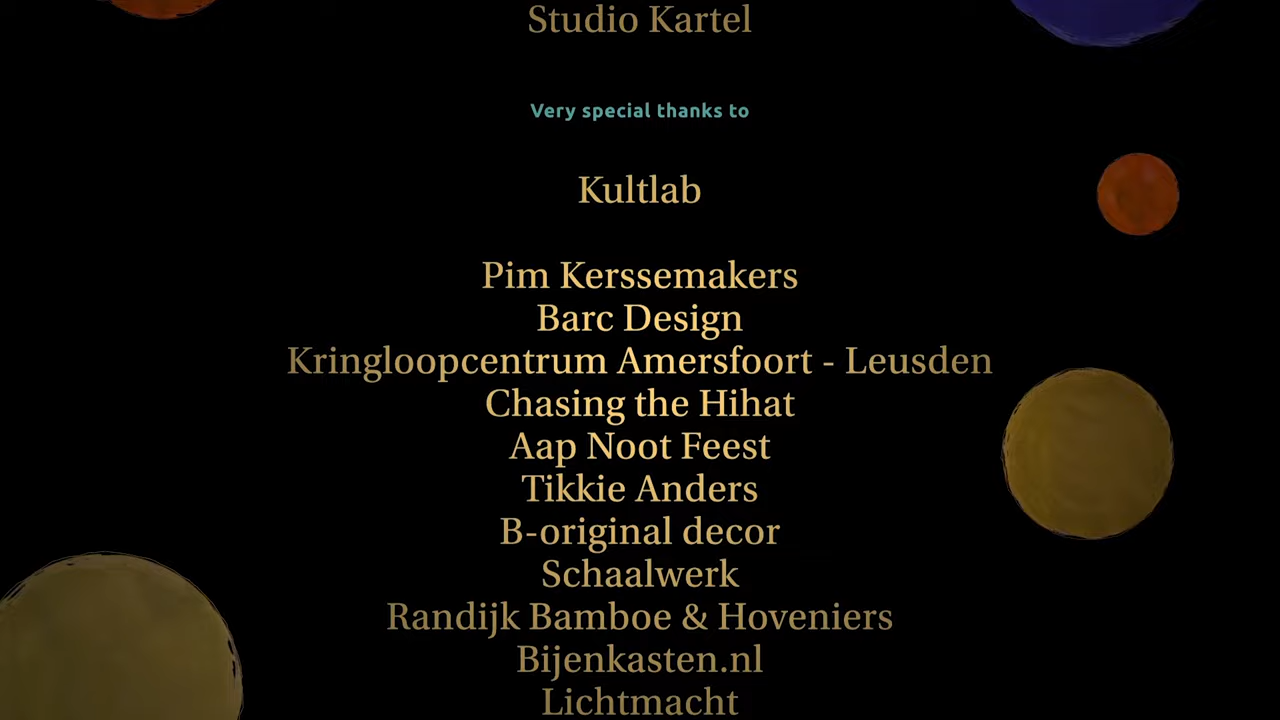 Studio Kartel
Very special thanks to
Kultlab
Pim Kerssemakers
Barc Design
Kringloopcentrum Amersfoort - Leusden
Chasing the Hihat
Aap Noot Feest
Tikkie Anders
B-original decor
Schaalwerk
Randijk Bamboe & Hoveniers
Bijenkasten.nl
Lichtmacht